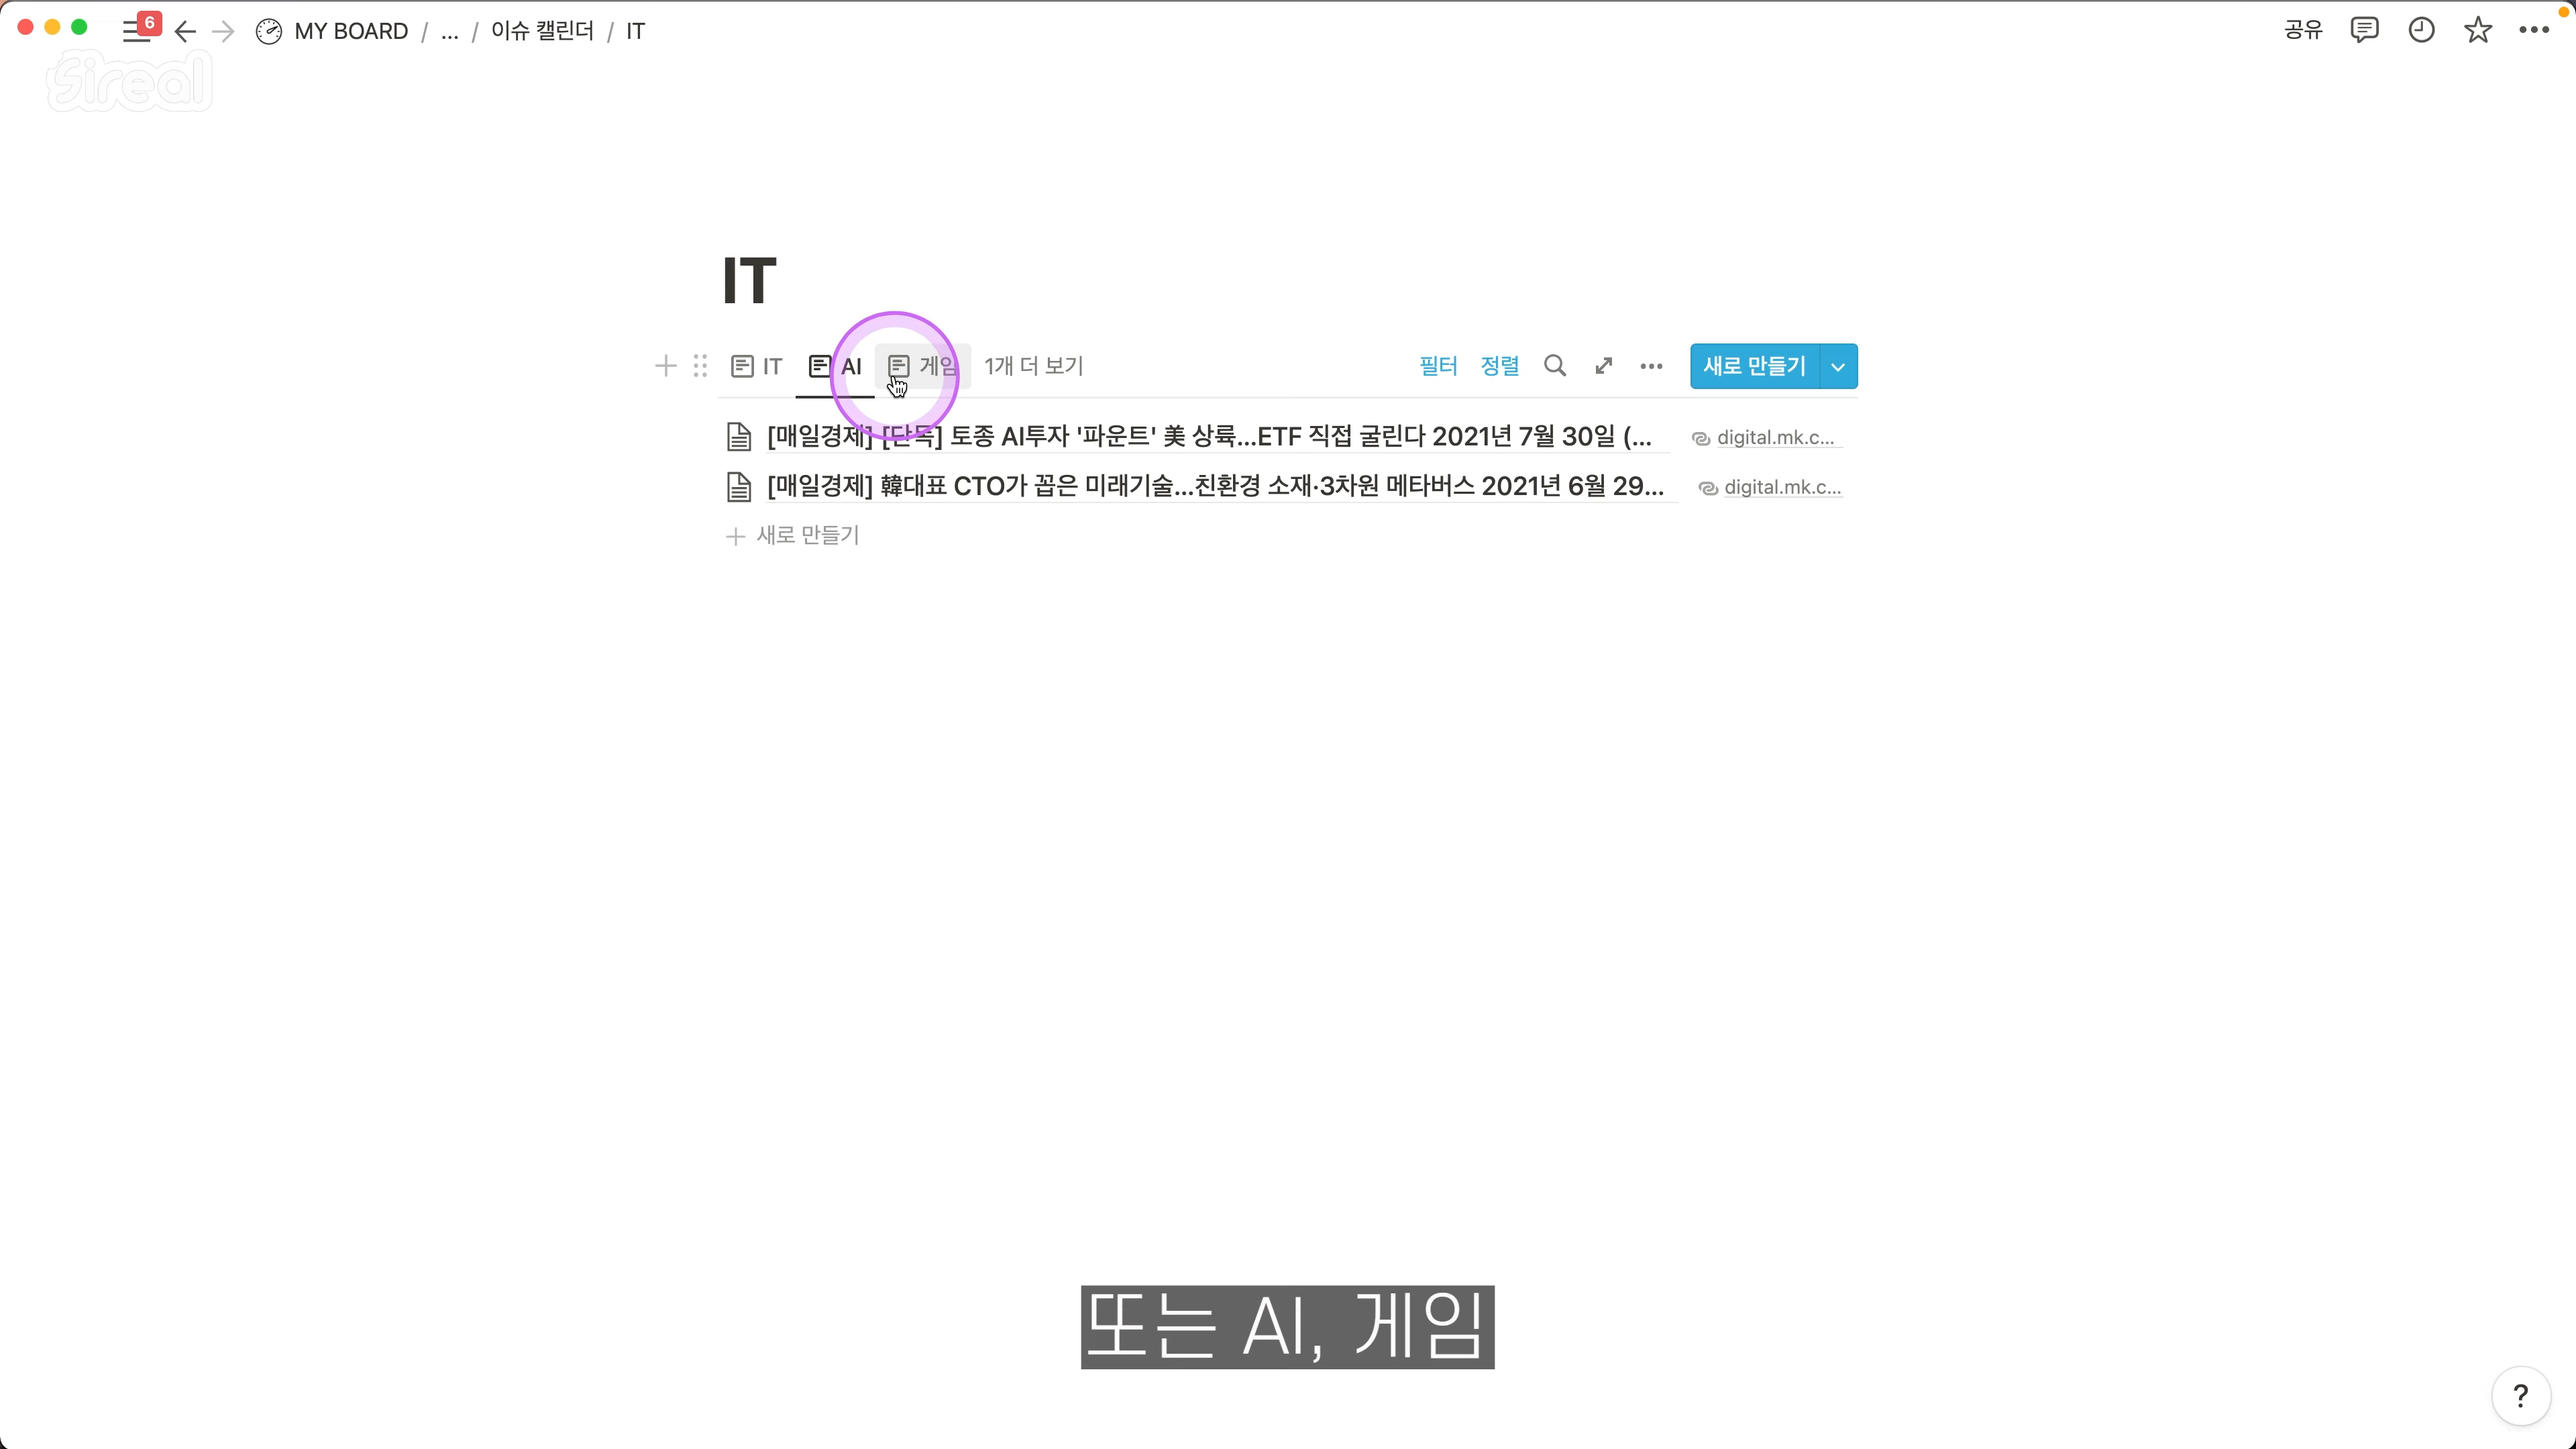 6 MY BOARD / ... / 이슈 캘린더 / IT 공유
Sireal
IT
IT AI 게임 1개 더 보기 필터 정렬 새로 만들기
[매일경제] [단독] 토종 AI투자 '파운트' 美 상륙...ETF 직접 굴린다 2021년 7월 30일 (... digital.mk.c...
[매일경제] 韓대표 CTO가 꼽은 미래기술...친환경 소재·3차원 메타버스 2021년 6월 29... digital.mk.c...
새로 만들기
또는 AI, 게임
?